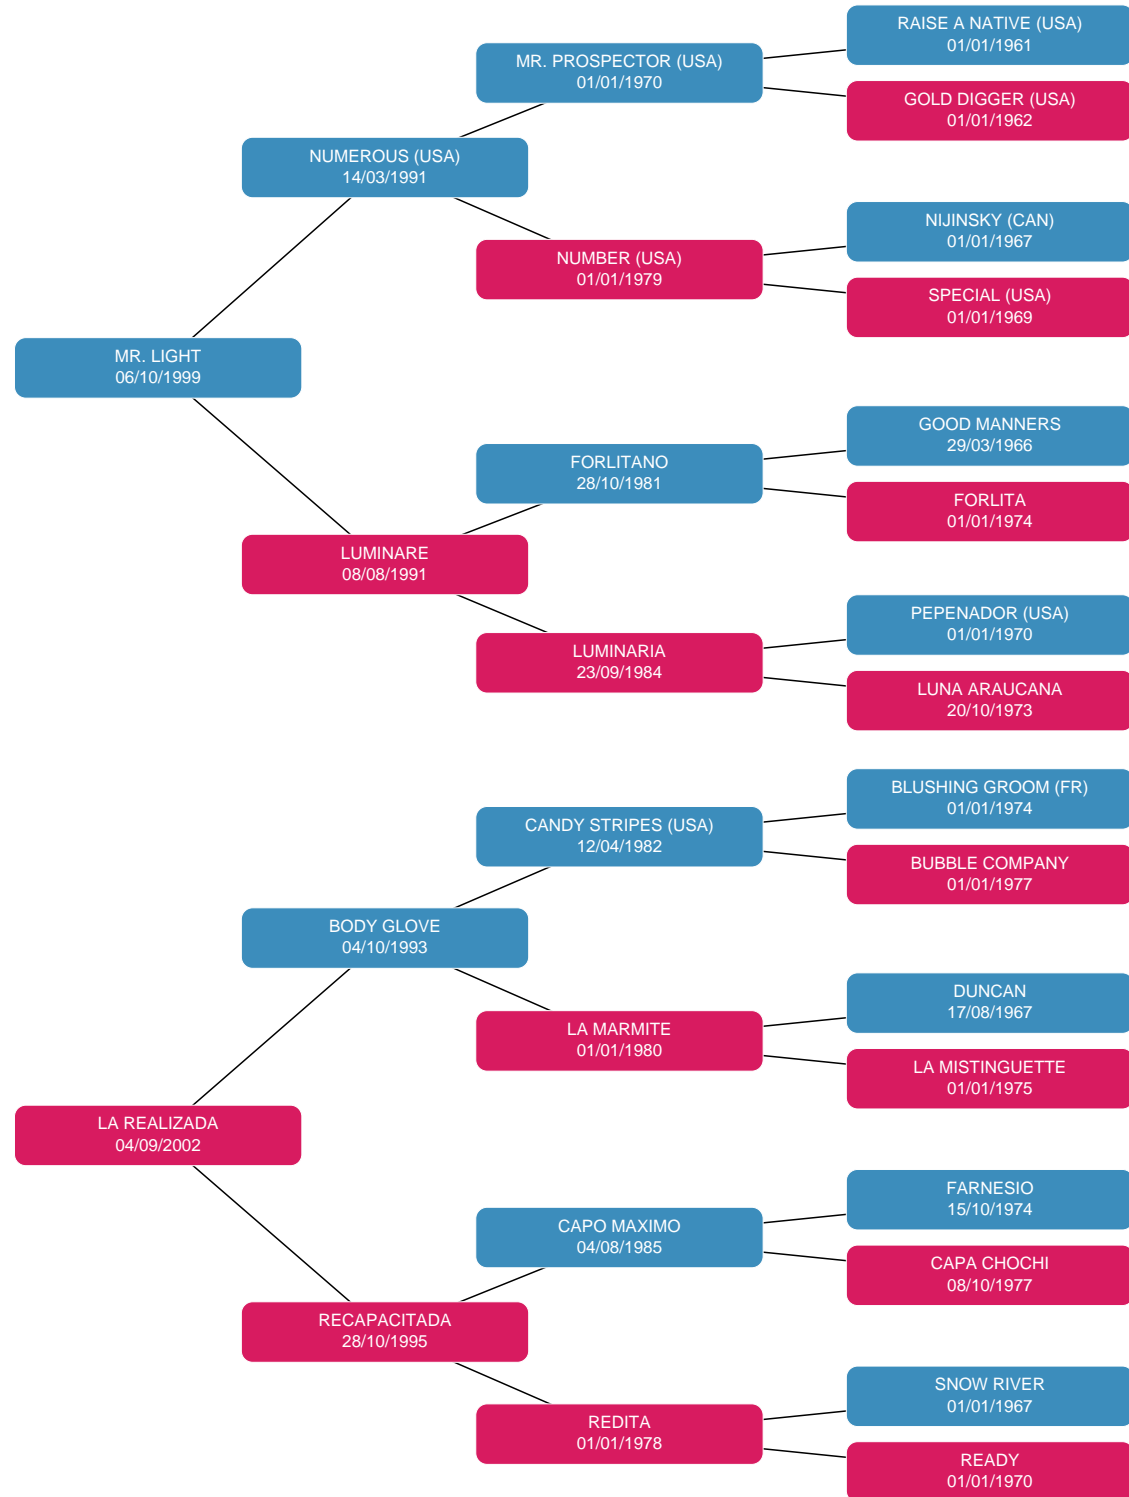 RAISE A NATIVE (USA)
01/01/1961
MR. PROSPECTOR (USA)
01/01/1970
GOLD DIGGER (USA)
01/01/1962
NUMEROUS (USA)
14/03/1991
NIJINSKY (CAN)
01/01/1967
NUMBER (USA)
01/01/1979
SPECIAL (USA)
01/01/1969
MR. LIGHT
06/10/1999
GOOD MANNERS
29/03/1966
FORLITANO
28/10/1981
FORLITA
01/01/1974
LUMINARE
08/08/1991
PEPENADOR (USA)
01/01/1970
LUMINARIA
23/09/1984
LUNA ARAUCANA
20/10/1973
BLUSHING GROOM (FR)
01/01/1974
CANDY STRIPES (USA)
12/04/1982
BUBBLE COMPANY
01/01/1977
BODY GLOVE
04/10/1993
DUNCAN
17/08/1967
LA MARMITE
01/01/1980
LA MISTINGUETTE
01/01/1975
LA REALIZADA
04/09/2002
FARNESIO
15/10/1974
CAPO MAXIMO
04/08/1985
CAPA CHOCHI
08/10/1977
RECAPACITADA
28/10/1995
SNOW RIVER
01/01/1967
REDITA
01/01/1978
READY
01/01/1970